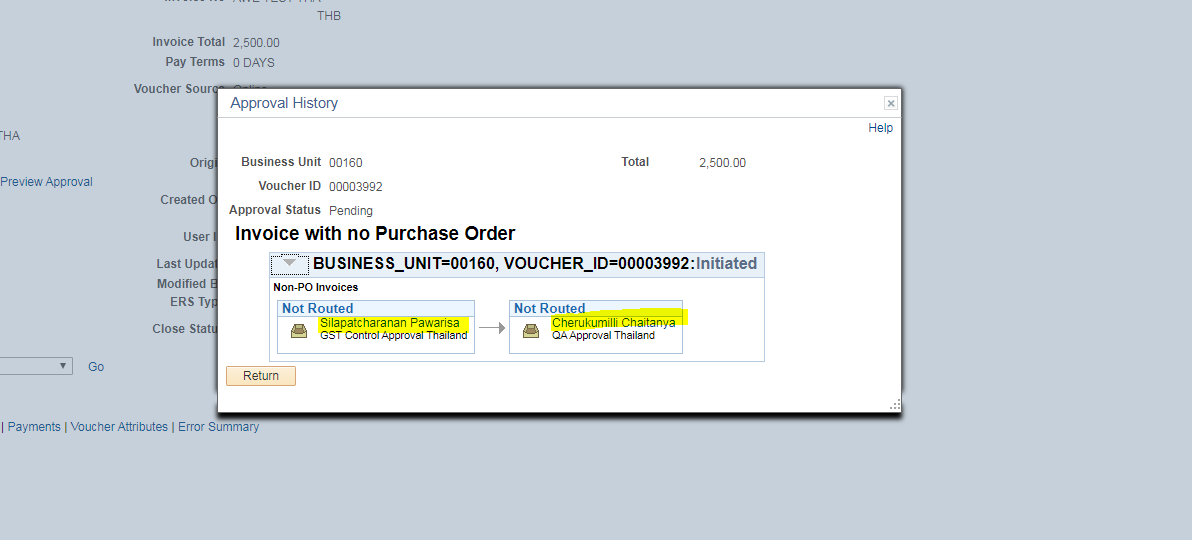 THB
Invoice Total 2,500.00
Pay Terms 0 DAYS
Voucher Source Online
Approval History
Help
THA
Business Unit 00160 Total 2,500.00
Origi
Preview Approval
Voucher ID 00003992
Created O
Approval Status Pending
Invoice with no Purchase Order
User I
Last Updat
BUSINESS_UNIT=00160, VOUCHER_ID=00003992:Initiated
Modified B
Non-PO Invoices
ERS Typ
Not Routed Not Routed
Silapatcharanan Pawarisa Cherukumilli Chaitanya
Close Statu
GST Control Approval Thailand QA Approval Thailand
Go
Return
| Payments | Voucher Attributes | Error Summary